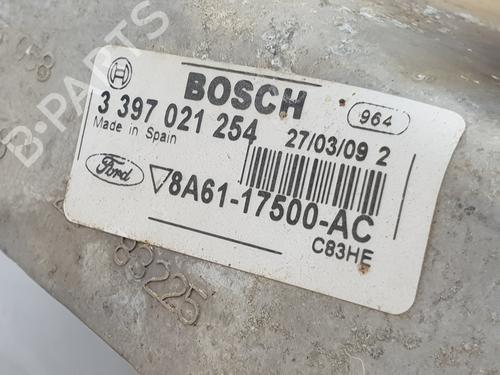 BOSCH
964
3 397 021 254
27/03/09 2
Made in Spain
Ford
8A61-17500-AC
C83HE
83225
B-PARTS